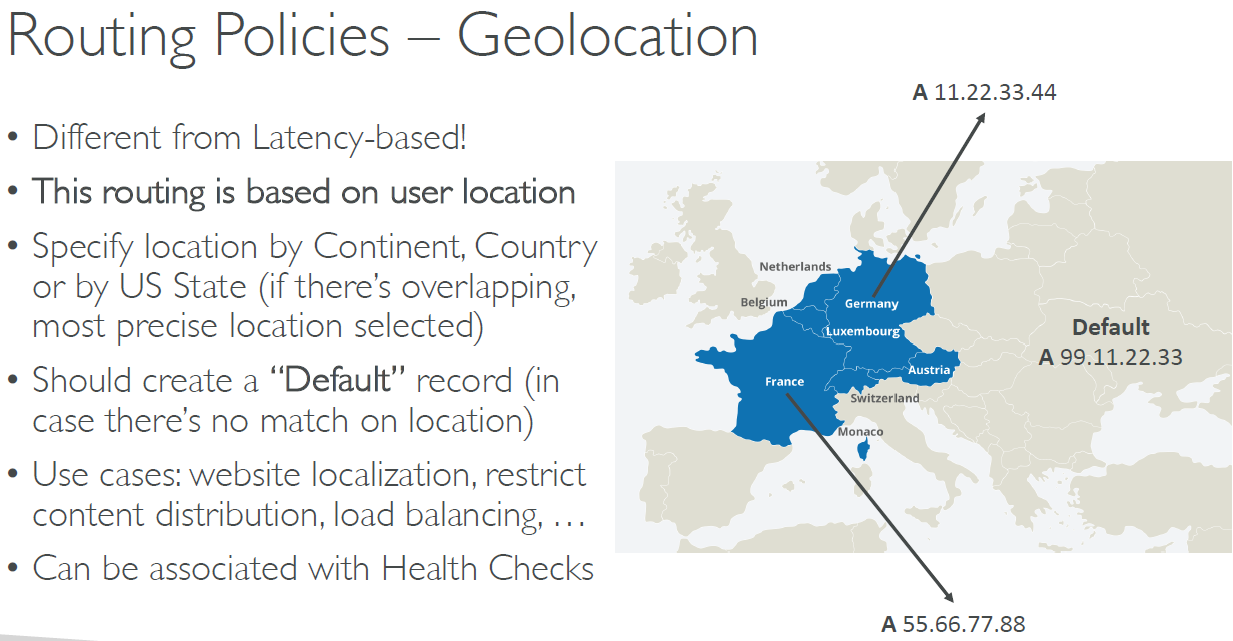 Routing Policies – Geolocation
• Different from Latency-based!
• This routing is based on user location
• Specify location by Continent, Country
or by US State (if there's overlapping,
most precise location selected)
• Should create a “Default” record (in
case there's no match on location)
• Use cases: website localization, restrict
content distribution, load balancing, …
• Can be associated with Health Checks
A 11.22.33.44
Netherlands
Belgium
Germany
Luxembourg
Default
A 99.11.22.33
Austria
France
Switzerland
Monaco
A 55.66.77.88